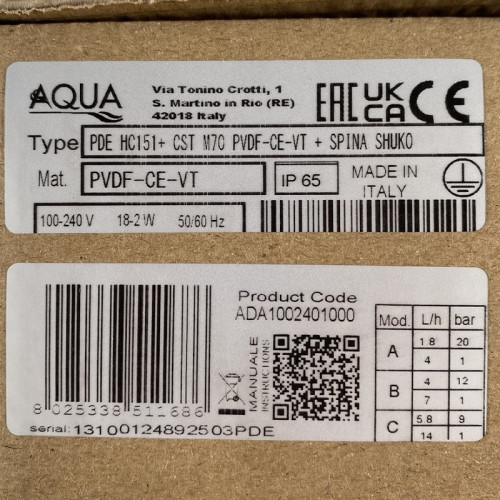 AQUA
Via Tonino Crotti, 1
S. Martino in Rio (RE)
42018 Italy
EAC UKCA CE
Type PDE HC151+ CST M70 PVDF-CE-VT + SPINA SHUKO
Mat. PVDF-CE-VT IP 65 MADE IN ITALY
100-240 V 18-2 W 50/60 Hz
Product Code
ADA1002401000
MANUALE
INSTRUCTIONS
8 025338 511686
serial: 13100124892503PDE
Mod. L/h bar
A 1.8 20
4 1
B 4 12
7 1
C 5.8 9
14 1